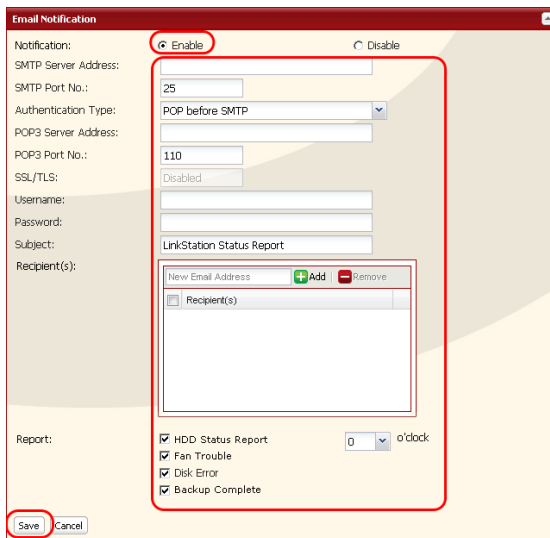 Email Notification
Notification: Enable Disable
SMTP Server Address:
SMTP Port No.: 25
Authentication Type: POP before SMTP
POP3 Server Address:
POP3 Port No.: 110
SSL/TLS: Disabled
Username:
Password:
Subject: LinkStation Status Report
Recipient(s):
New Email Address Add Remove
Recipient(s)
Report: HDD Status Report 0 o'clock
Fan Trouble
Disk Error
Backup Complete
Save Cancel